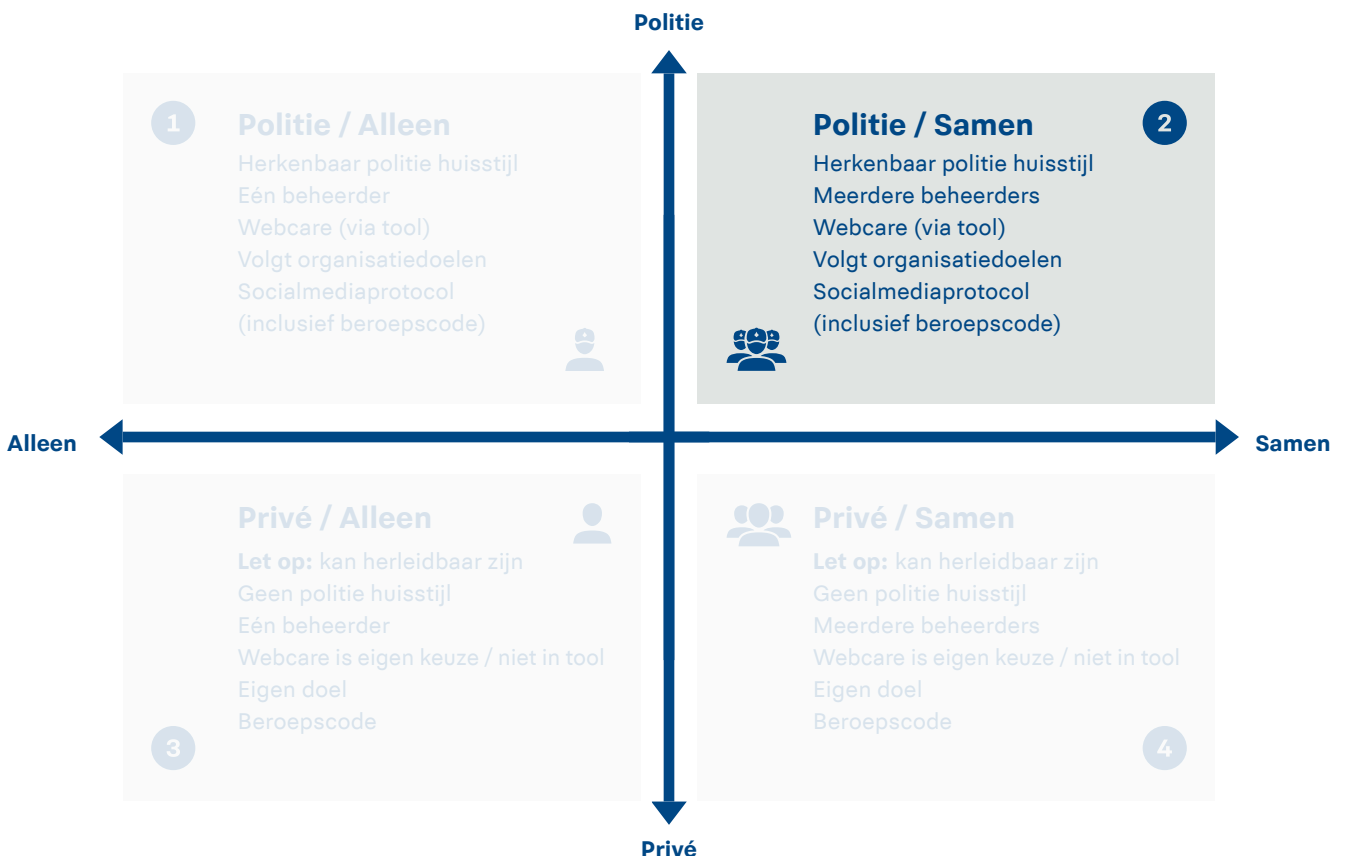 Politie
1
Politie / Alleen
Herkenbaar politie huisstijl
Eén beheerder
Webcare (via tool)
Volgt organisatiedoelen
Socialmediaprotocol
(inclusief beroepscode)
Politie / Samen
2
Herkenbaar politie huisstijl
Meerdere beheerders
Webcare (via tool)
Volgt organisatiedoelen
Socialmediaprotocol
(inclusief beroepscode)
Alleen
Samen
Privé / Alleen
Let op: kan herleidbaar zijn
Geen politie huisstijl
Eén beheerder
Webcare is eigen keuze / niet in tool
Eigen doel
Beroepscode
3
Privé / Samen
Let op: kan herleidbaar zijn
Geen politie huisstijl
Meerdere beheerders
Webcare is eigen keuze / niet in tool
Eigen doel
Beroepscode
4
Privé